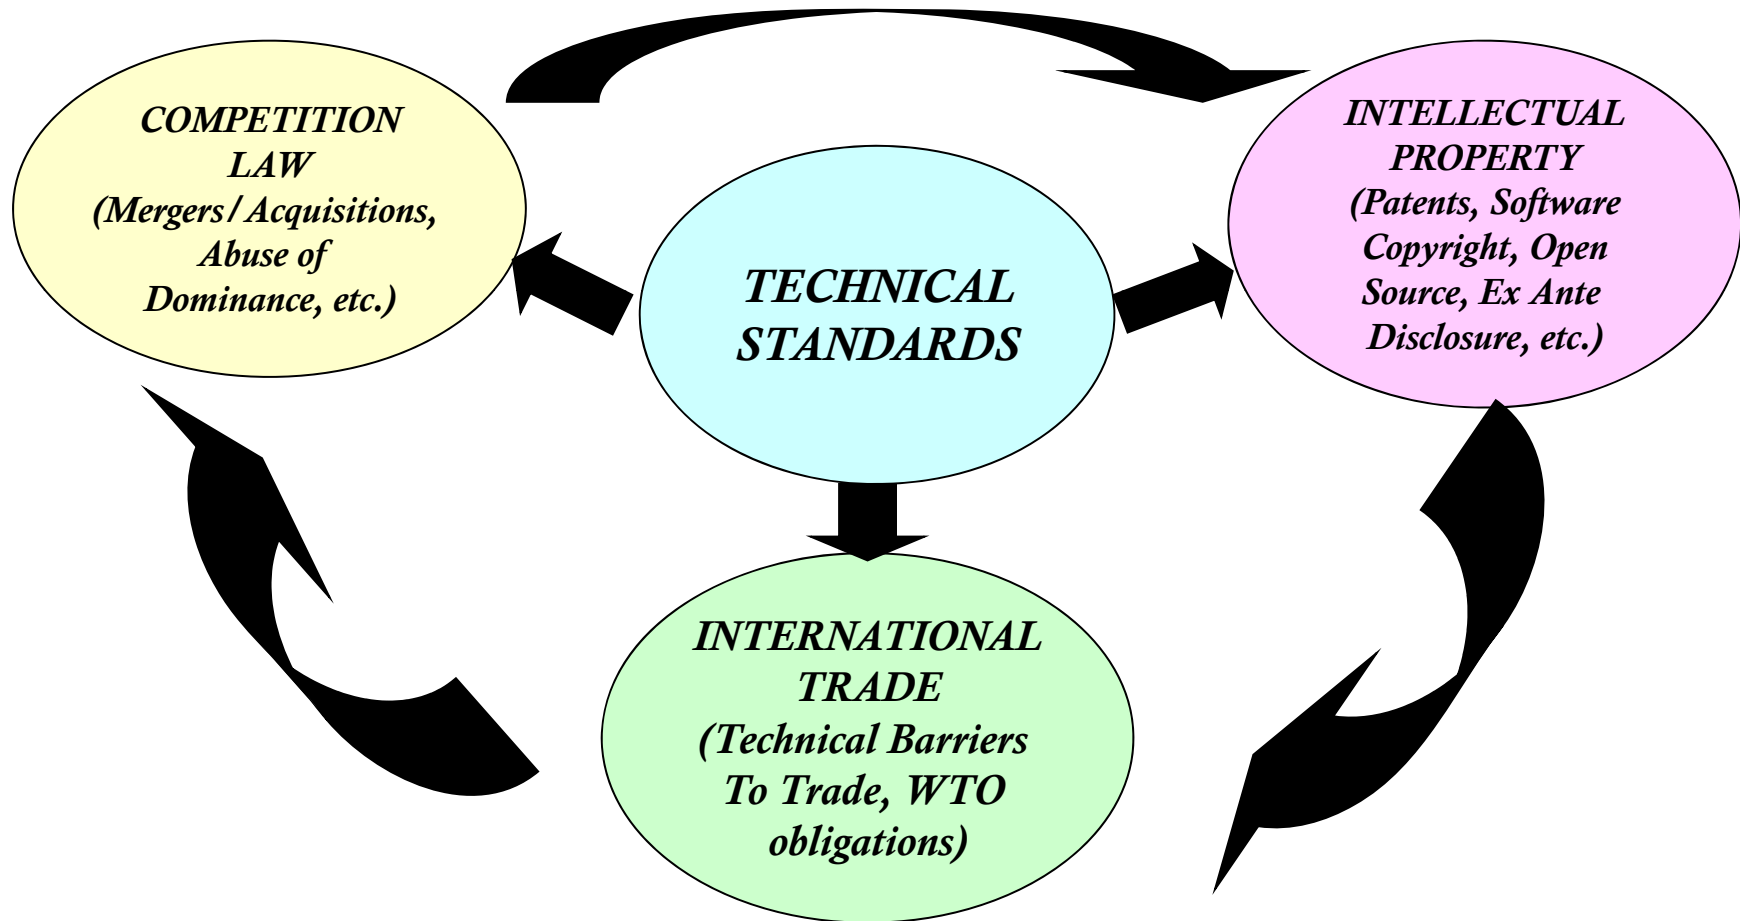 COMPETITION
LAW
(Mergers/Acquisitions,
Abuse of
Dominance, etc.)
TECHNICAL
STANDARDS
INTELLECTUAL
PROPERTY
(Patents, Software
Copyright, Open
Source, Ex Ante
Disclosure, etc.)
INTERNATIONAL
TRADE
(Technical Barriers
To Trade, WTO
obligations)